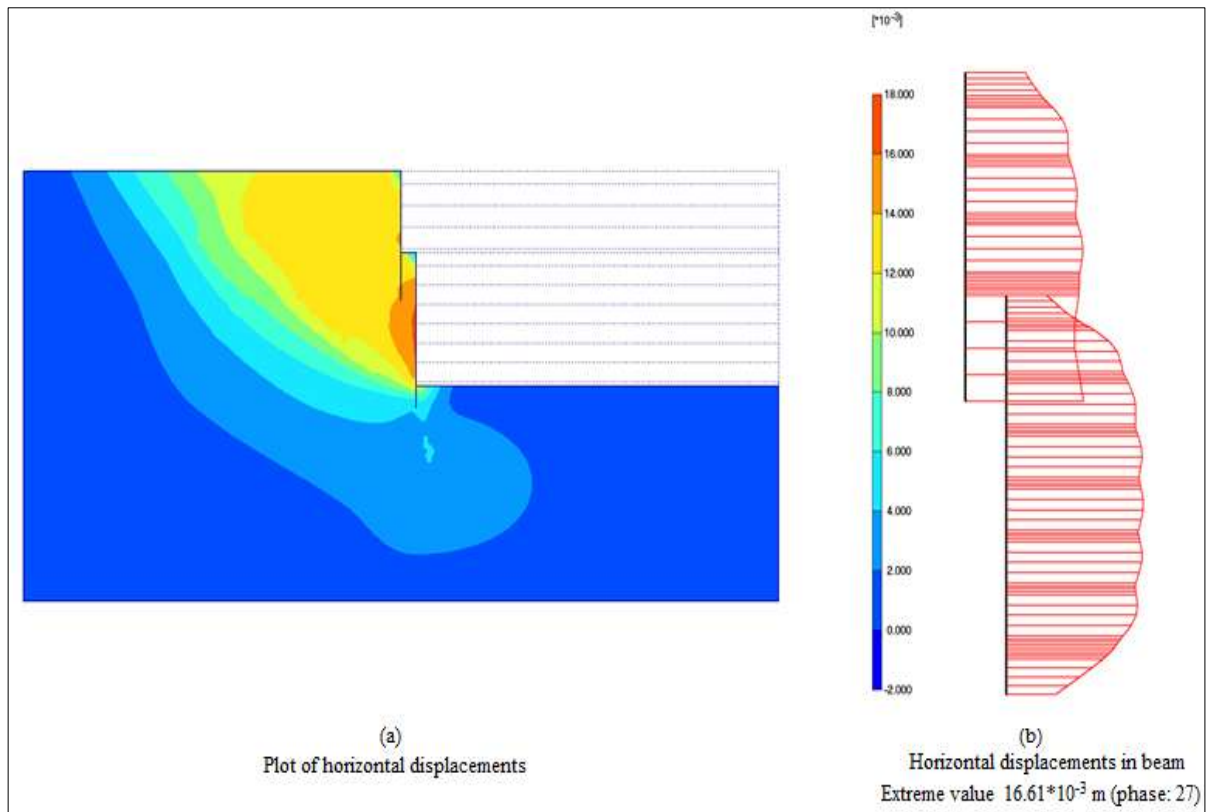 [*10⁻³]
18.000
16.000
14.000
12.000
10.000
8.000
6.000
4.000
2.000
0.000
-2.000
(a)
Plot of horizontal displacements
(b)
Horizontal displacements in beam
Extreme value 16.61*10⁻³ m (phase: 27)